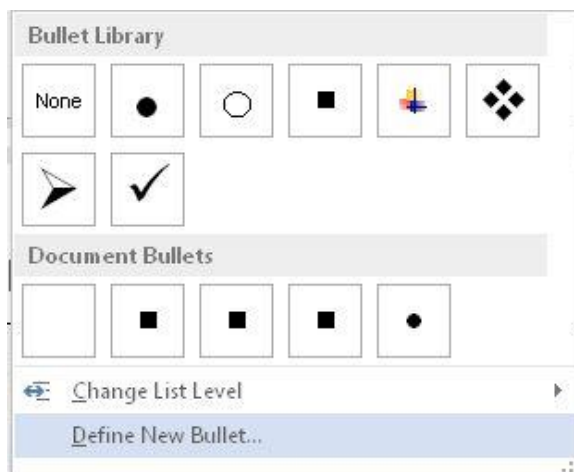 Bullet Library
None
Document Bullets
Change List Level
Define New Bullet...